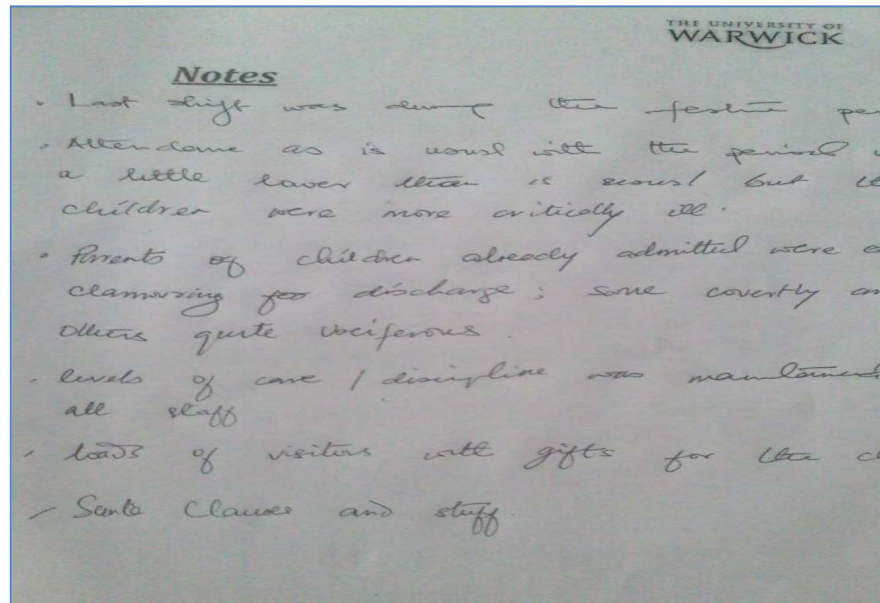 THE UNIVERSITY OF
WARWICK
Notes
· Last shift was during the festive
· Attendance as is usual with the period
a little lower than is usual but
children were more critically ill.
· Parents of children already admitted were
clamouring for discharge; some covertly
others quite vociferous.
· levels of care / discipline was maintained
all staff
- loads of visitors with gifts for the
- Santa Clauses and stuff.